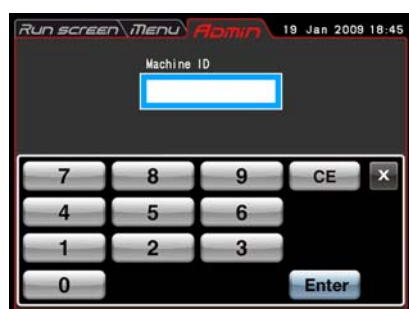 Run screen Menu Admin 19 Jan 2009 18:45
Machine ID
7 8 9 CE X
4 5 6
1 2 3
0 Enter